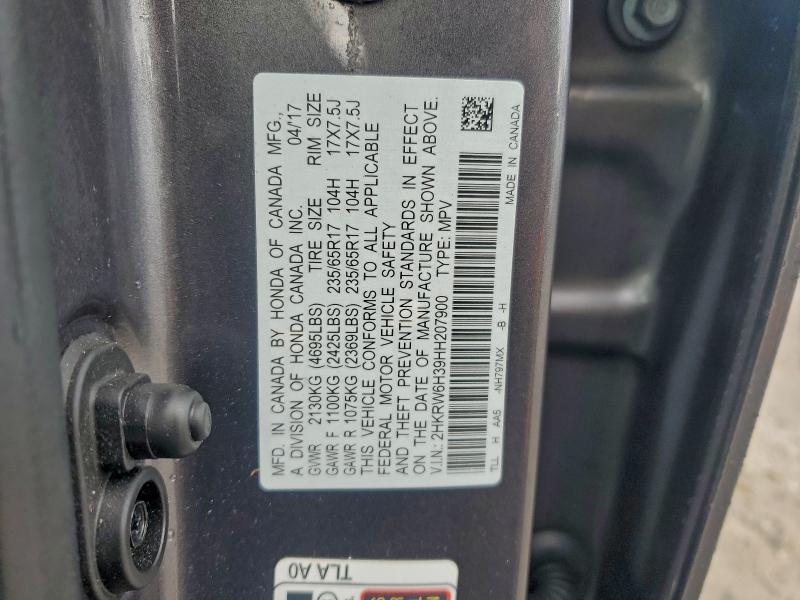 MFD. IN CANADA BY HONDA OF CANADA MFG.,
A DIVISION OF HONDA CANADA INC. 04/17
GVWR 2130KG (4695LBS) TIRE SIZE RIM SIZE
GAWR F 1100KG (2425LBS) 235/65R17 104H 17X7.5J
GAWR R 1075KG (2369LBS) 235/65R17 104H 17X7.5J
THIS VEHICLE CONFORMS TO ALL APPLICABLE
FEDERAL MOTOR VEHICLE SAFETY
AND THEFT PREVENTION STANDARDS IN EFFECT
ON THE DATE OF MANUFACTURE SHOWN ABOVE.
V.I.N.: 2HKRW6H39HH207900 TYPE: MPV
TLL H AA5 -NH797MX -B -H
MADE IN CANADA
TLA A0